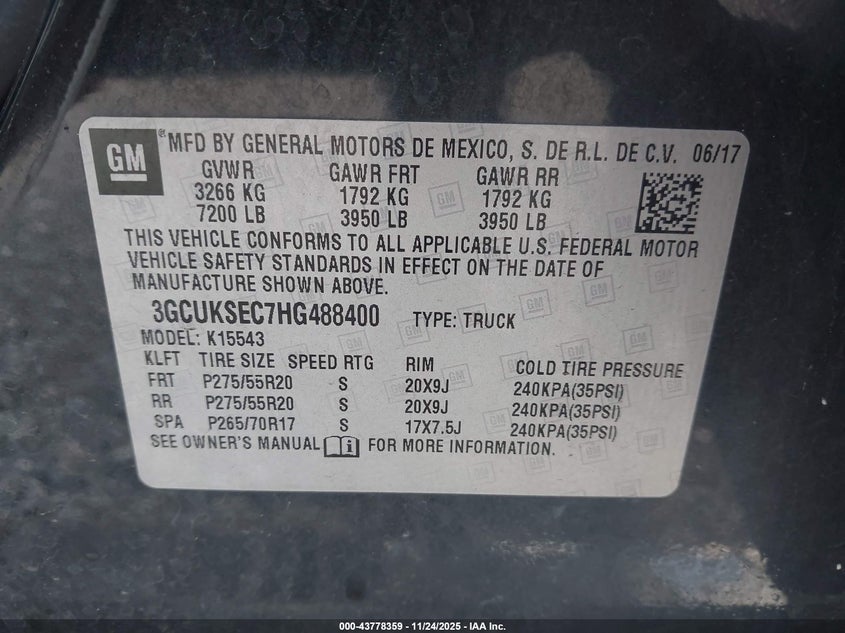 GM ® MFD BY GENERAL MOTORS DE MEXICO, S. DE R.L. DE C.V. 06/17
GVWR GAWR FRT GAWR RR
3266 KG 1792 KG 1792 KG
7200 LB 3950 LB 3950 LB
THIS VEHICLE CONFORMS TO ALL APPLICABLE U.S. FEDERAL MOTOR
VEHICLE SAFETY STANDARDS IN EFFECT ON THE DATE OF
MANUFACTURE SHOWN ABOVE.
3GCUKSEC7HG488400 TYPE: TRUCK
MODEL: K15543
KLFT TIRE SIZE SPEED RTG RIM COLD TIRE PRESSURE
FRT P275/55R20 S 20X9J 240KPA(35PSI)
RR P275/55R20 S 20X9J 240KPA(35PSI)
SPA P265/70R17 S 17X7.5J 240KPA(35PSI)
SEE OWNER'S MANUAL i FOR MORE INFORMATION.
000-43778359 - 11/24/2025 - IAA Inc.